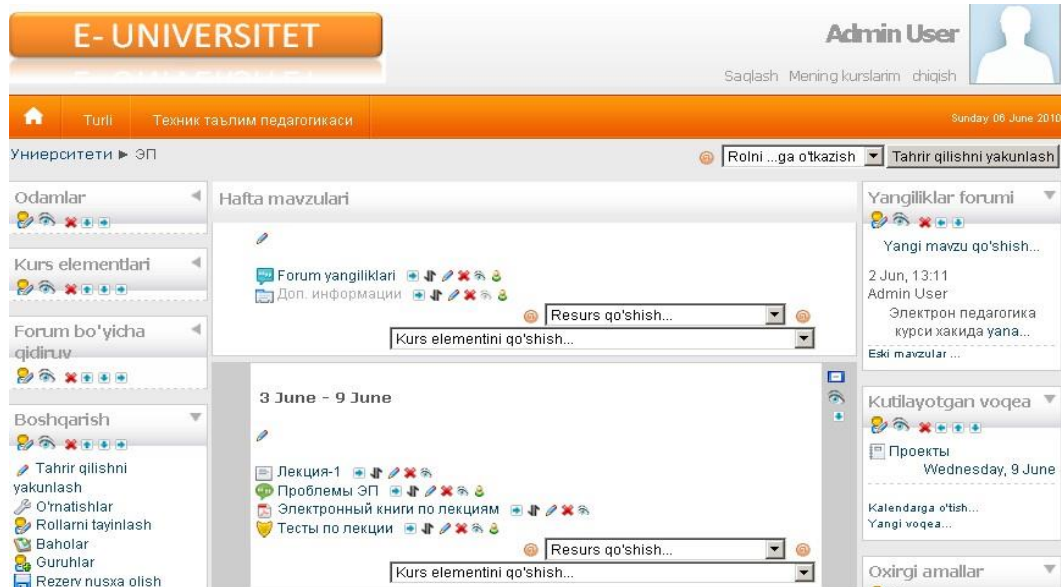 E- UNIVERSITET
Admin User
Saqlash Mening kurslarim chiqish
Turli Техник таълим педагогикаси
Sunday 06 June 2010
Униерситети ► ЭП
Rolni ...ga o'tkazish
Tahrir qilishni yakunlash
Odamlar
Kurs elementlari
Forum bo'yicha
qidiruv
Boshqarish
Tahrir qilishni
yakunlash
O'rnatishlar
Rollarni tayinlash
Baholar
Guruhlar
Rezerv nusxa olish
Hafta mavzulari
Forum yangiliklari
Доп. информации
Resurs qo'shish...
Kurs elementini qo'shish...
3 June - 9 June
Лекция-1
Проблемы ЭП
Электронный книги по лекциям
Тесты по лекции
Resurs qo'shish...
Kurs elementini qo'shish...
Yangiliklar forumi
Yangi mavzu qo'shish...
2 Jun, 13:11
Admin User
Электрон педагогика
курси хакида yana...
Eski mavzular ...
Kutilayotgan voqea
Проекты
Wednesday, 9 June
Kalendarga o'tish...
Yangi voqea...
Oxirgi amallar